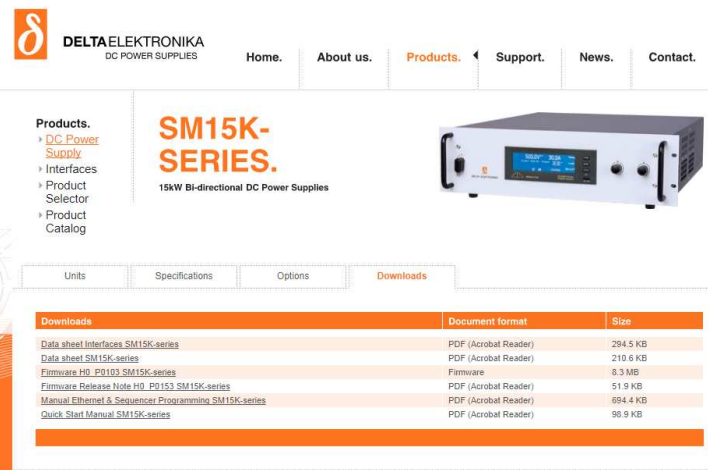 DELTAELEKTRONIKA
DC POWER SUPPLIES
Home. About us. Products. Support. News. Contact.
Products.
DC Power
Supply
Interfaces
Product
Selector
Product
Catalog
SM15K-
SERIES.
15kW Bi-directional DC Power Supplies
Units Specifications Options Downloads
Downloads Document format Size
Data sheet Interfaces SM15K-series PDF (Acrobat Reader) 294.5 KB
Data sheet SM15K-series PDF (Acrobat Reader) 210.6 KB
Firmware H0_P0103 SM15K-series Firmware 8.3 MB
Firmware Release Note H0_P0153 SM15K-series PDF (Acrobat Reader) 51.9 KB
Manual Ethernet & Sequencer Programming SM15K-series PDF (Acrobat Reader) 694.4 KB
Quick Start Manual SM15K-series PDF (Acrobat Reader) 98.9 KB